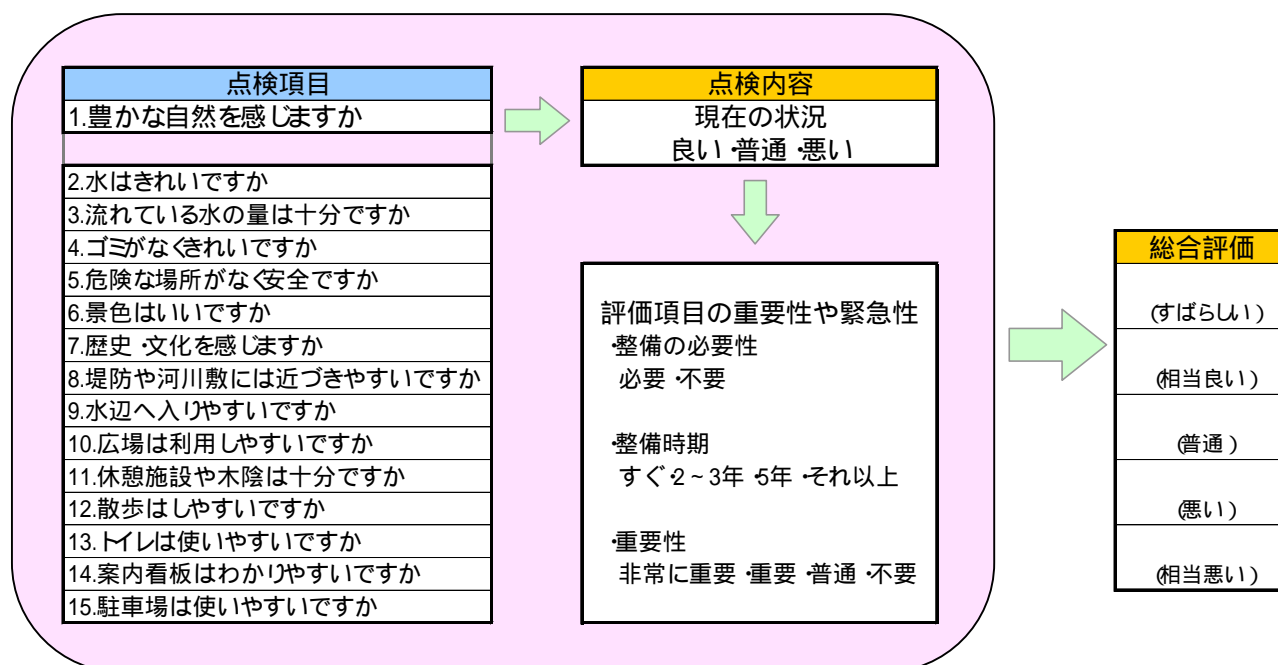 点検項目
1.豊かな自然を感じますか
2.水はきれいですか
3.流れている水の量は十分ですか
4.ゴミがなくきれいですか
5.危険な場所がなく安全ですか
6.景色はいいですか
7.歴史・文化を感じますか
8.堤防や河川敷には近づきやすいですか
9.水辺へ入りやすいですか
10.広場は利用しやすいですか
11.休憩施設や木陰は十分ですか
12.散歩はしやすいですか
13.トイレは使いやすいですか
14.案内看板はわかりやすいですか
15.駐車場は使いやすいですか
点検内容
現在の状況
良い・普通・悪い
評価項目の重要性や緊急性
・整備の必要性
必要・不要
・整備時期
すぐ・2~3年・5年・それ以上
・重要性
非常に重要・重要・普通・不要
総合評価
(すばらしい)
(相当良い)
(普通)
(悪い)
(相当悪い)